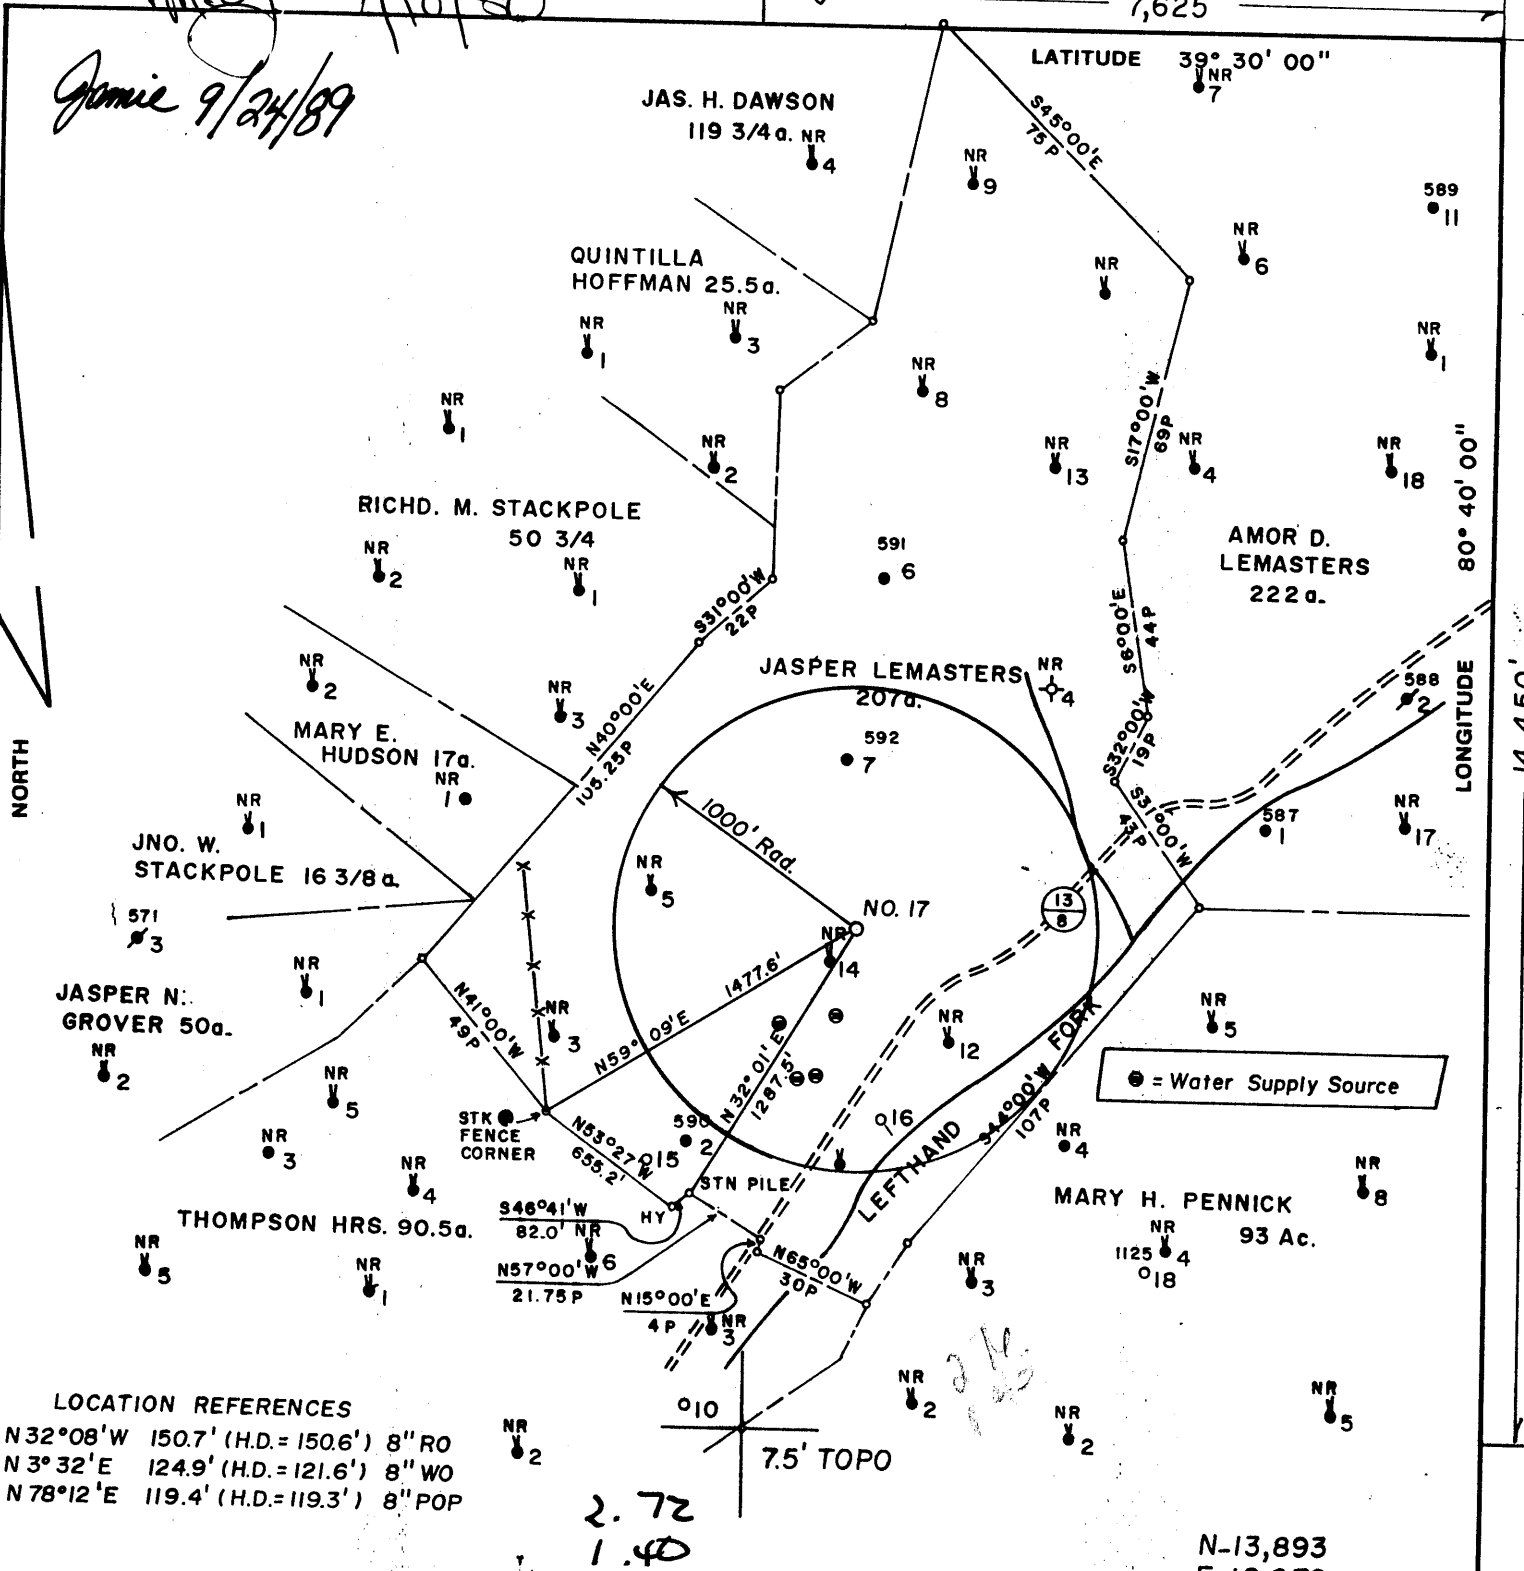 7,625
LATITUDE 39° 30' 00"
Jamie 9/24/89
JAS. H. DAWSON
119 3/4 a.
NR
4
NR
7
NR
9
S45°00'E
75P
589
11
NR
6
NR
QUINTILLA
HOFFMAN 25.5a.
NR
3
NR
1
NR
1
NR
8
NR
1
NR
2
S17°00'W
69P
NR
13
NR
4
NR
18
80° 40' 00"
LONGITUDE
RICHD. M. STACKPOLE
50 3/4
NR
2
NR
1
591
6
AMOR D.
LEMASTERS
222 a.
S31°00'W
22P
S8°00'E
44P
14,450'
JASPER LEMASTERS
207a.
NR
4
588
2
NR
2
NR
3
N40°00'E
105.25P
S32°00'W
19P
NORTH
MARY E.
HUDSON 17a.
NR
1
592
7
1000' Rad.
S31°00'W
43P
587
1
NR
17
NR
1
JNO. W.
STACKPOLE 16 3/8 a.
NR
5
NO. 17
13
8
571
3
NR
14
NR
1
JASPER N.
GROVER 50a.
N41°00'W
49P
NR
3
N59°09'E
1477.6'
NR
12
NR
5
NR
2
NR
5
N32°01'E
1287.5'
= Water Supply Source
STK
FENCE
CORNER
N53°27'W
655.2'
590
2
15
16
LEFTHAND FORK
S44°00'W
107P
NR
4
NR
3
NR
4
STN PILE
HY
MARY H. PENNICK
93 Ac.
NR
8
THOMPSON HRS. 90.5a.
S46°41'W
82.0'
NR
6
N57°00'W
21.75P
N15°00'E
4P
N65°00'W
30P
NR
5
NR
1
NR
3
NR
3
1125
NR
4
18
LOCATION REFERENCES
N32°08'W 150.7' (H.D.=150.6') 8" RO
N3°32'E 124.9' (H.D.=121.6') 8" WO
N78°12'E 119.4' (H.D.=119.3') 8" POP
NR
2
10
7.5' TOPO
NR
2
NR
2
NR
5
2.72
1.40
N-13,893